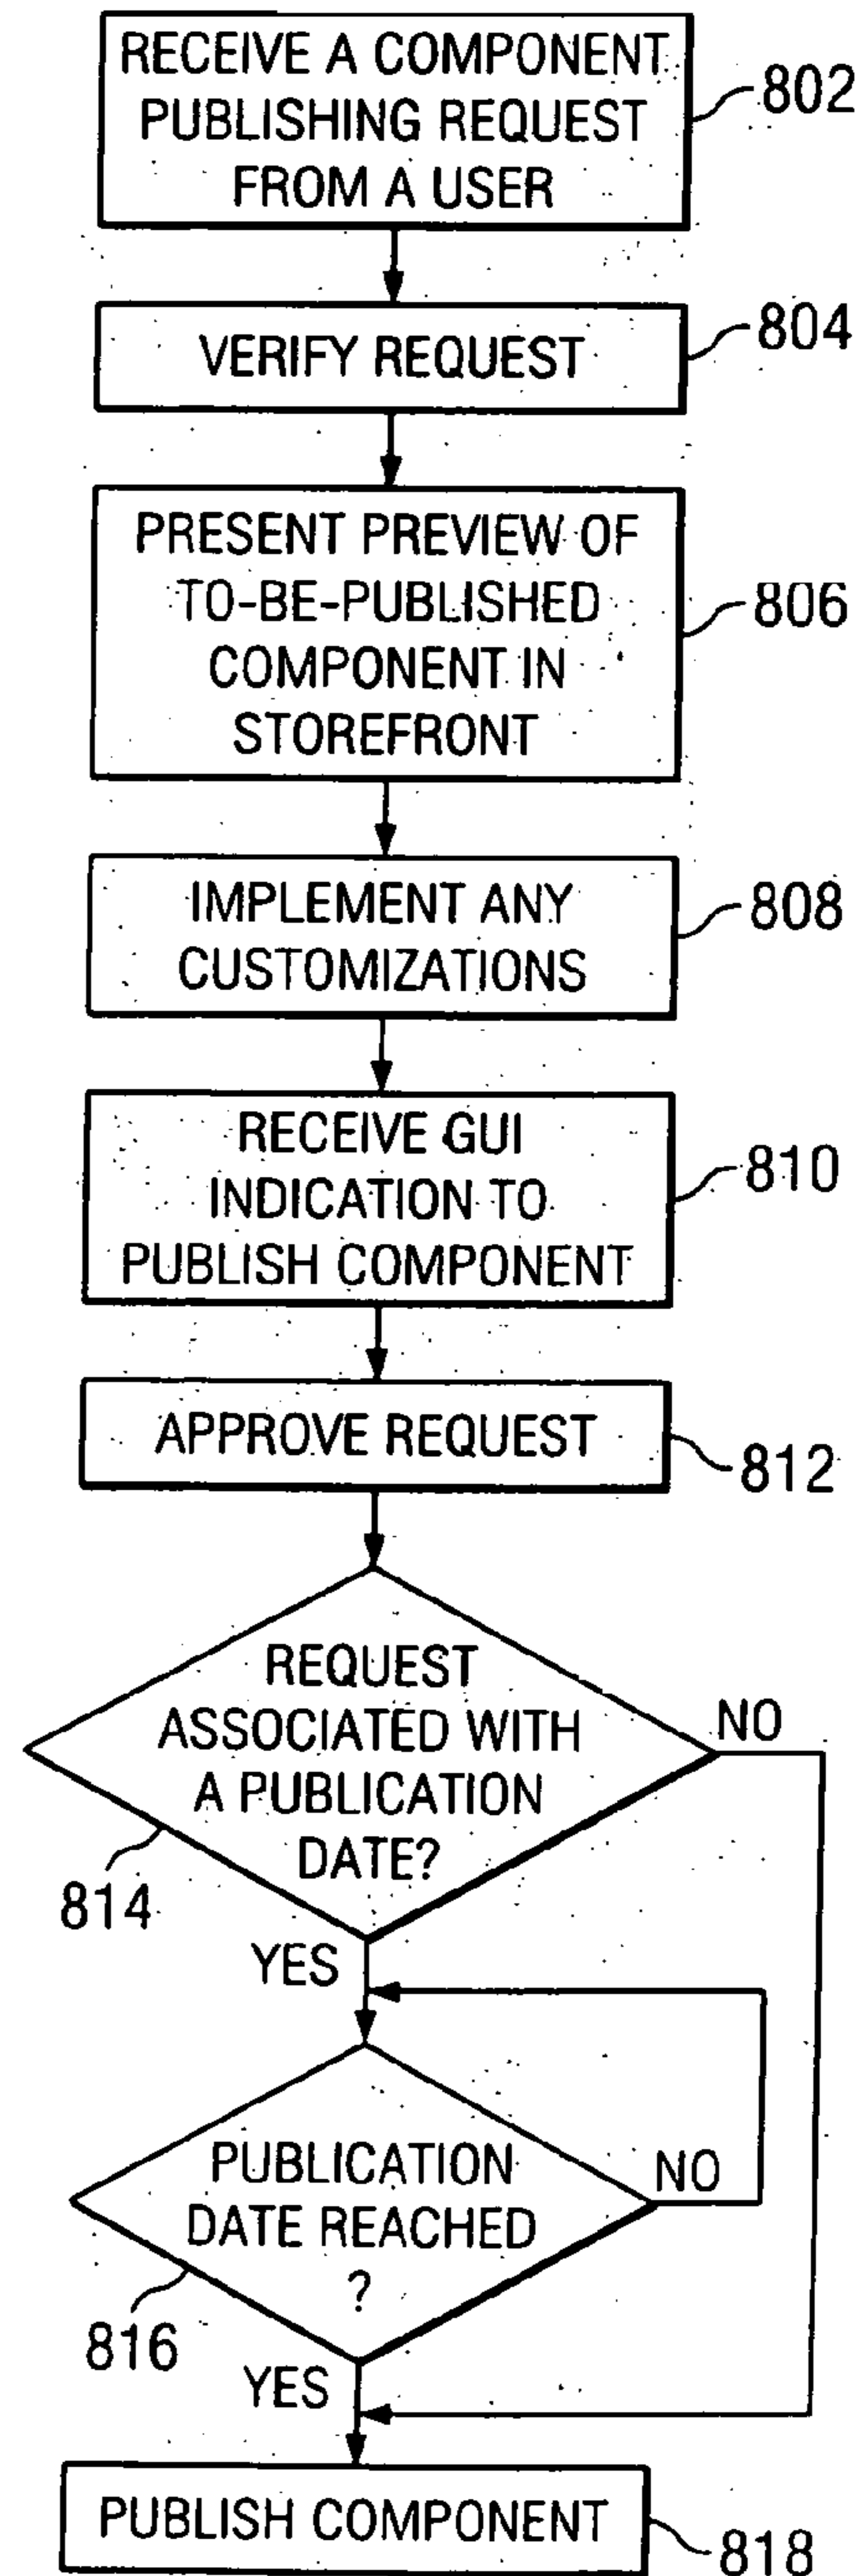 RECEIVE A COMPONENT
PUBLISHING REQUEST
FROM A USER
802
VERIFY REQUEST
804
PRESENT PREVIEW OF
TO-BE-PUBLISHED
COMPONENT IN
STOREFRONT
806
IMPLEMENT ANY
CUSTOMIZATIONS
808
RECEIVE GUI
INDICATION TO
PUBLISH COMPONENT
810
APPROVE REQUEST
812
REQUEST
ASSOCIATED WITH
A PUBLICATION
DATE?
NO
814
YES
PUBLICATION
DATE REACHED
?
NO
816
YES
PUBLISH COMPONENT
818